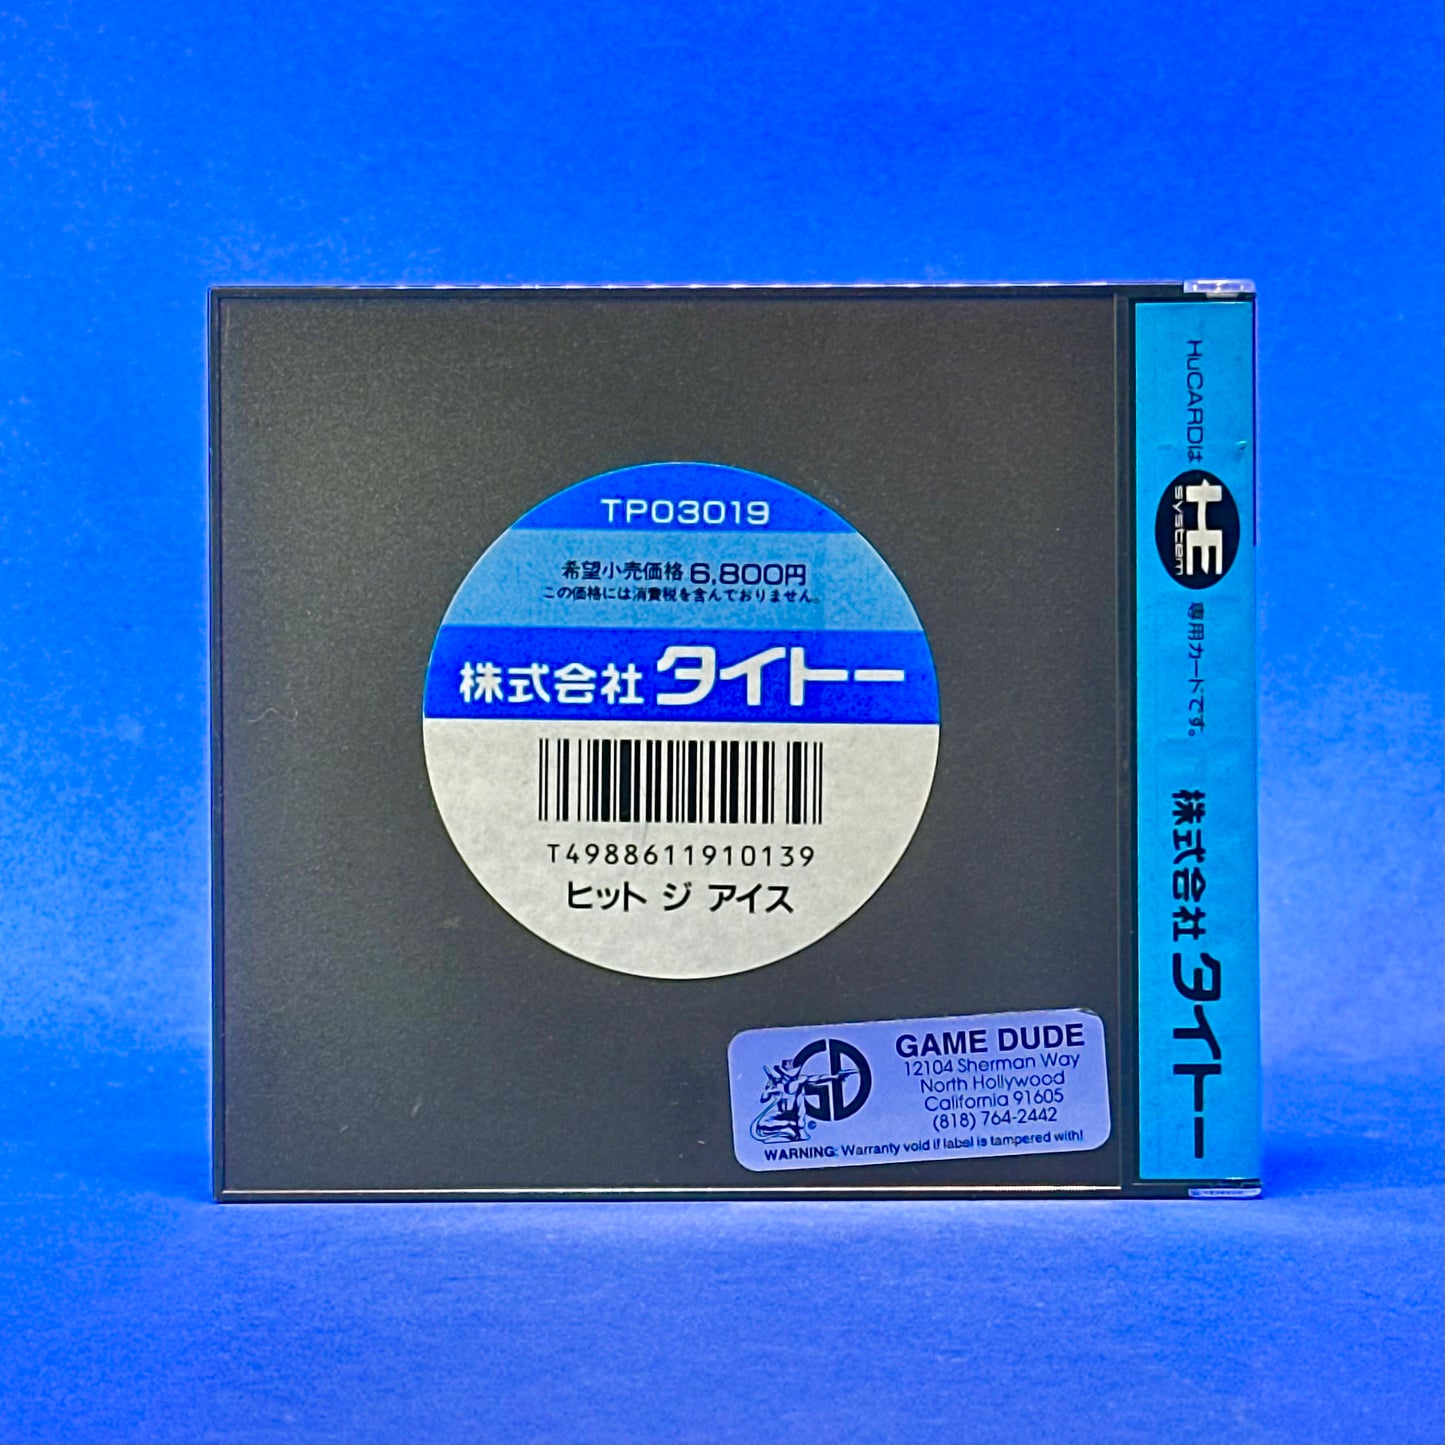 TP03019
希望小売価格 6,800円
この価格には消費税を含んでおりません。
株式会社 タイトー
T4988611910139
ヒット ジ アイス
GD
©
GAME DUDE
12104 Sherman Way
North Hollywood
California 91605
(818) 764-2442
WARNING: Warranty void if label is tampered with!
HuCARDは HE system 専用カードです。 株式会社 タイトー